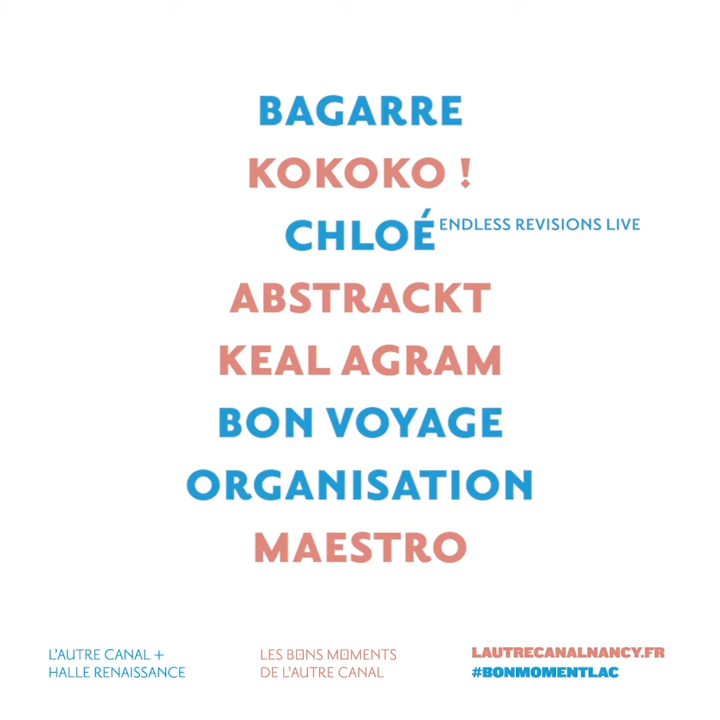 BAGARRE
KOKOKO !
CHLOÉ ENDLESS REVISIONS LIVE
ABSTRACKT
KEAL AGRAM
BON VOYAGE
ORGANISATION
MAESTRO
L'AUTRE CANAL +
HALLE RENAISSANCE
LES BONS MOMENTS
DE L'AUTRE CANAL
LAUTRECANALNANCY.FR
#BONMOMENTLAC